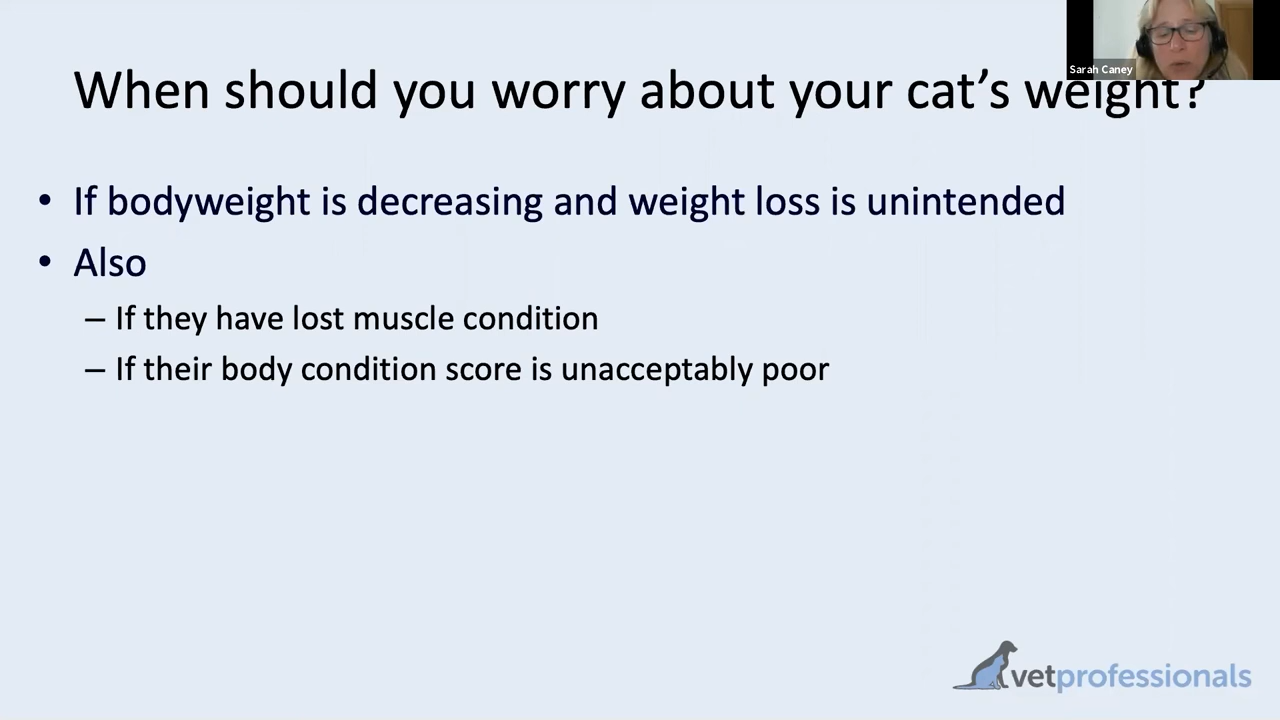 Sarah Caney
When should you worry about your cat's weight?
• If bodyweight is decreasing and weight loss is unintended
• Also
– If they have lost muscle condition
– If their body condition score is unacceptably poor
vetprofessionals